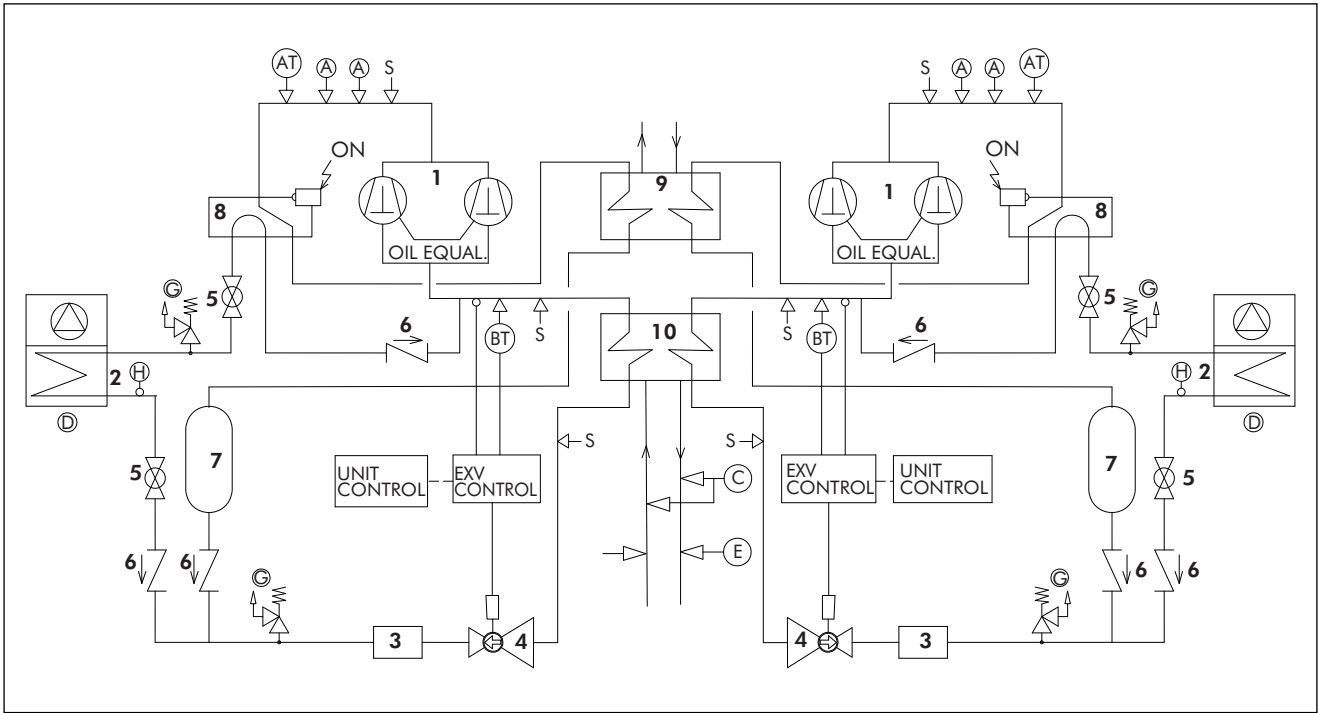 AT A A S
S A A AT
ON
1
9
ON
1
8
8
OIL EQUAL.
OIL EQUAL.
G
5
5
G
6
S
BT
10
S
BT
6
2
H
H
2
D
D
7
S
S
7
5
UNIT
CONTROL
EXV
CONTROL
C
EXV
CONTROL
UNIT
CONTROL
5
E
6
6
6
6
G
G
3
4
4
3